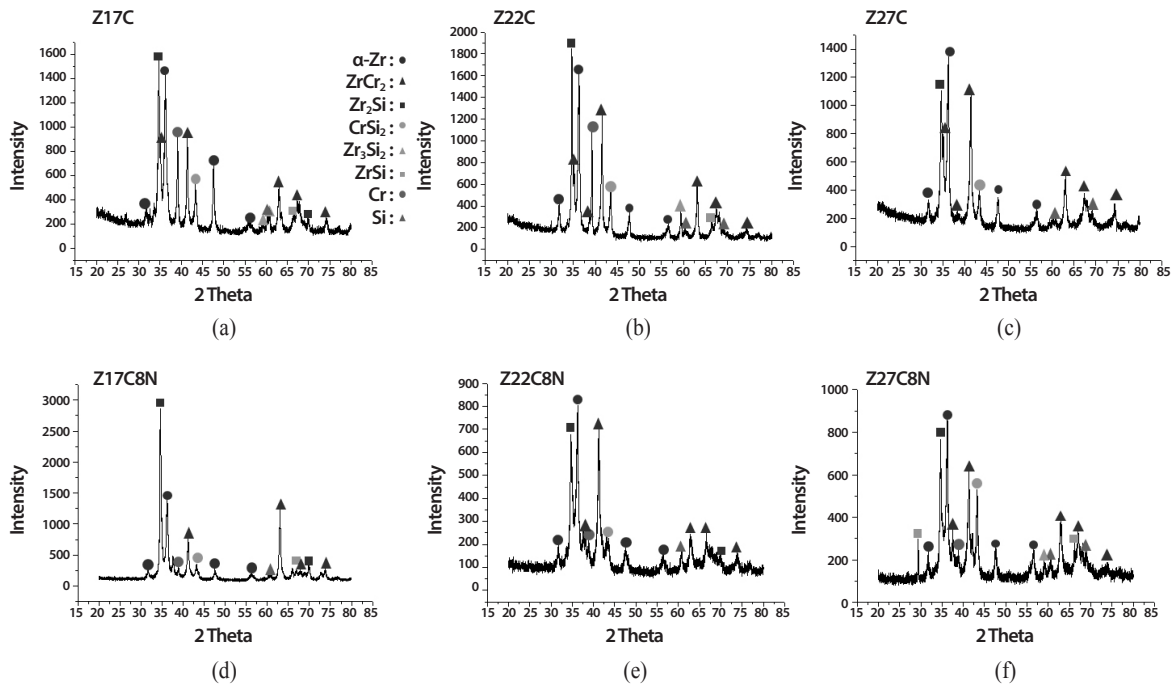 Z17C
Intensity
1600
1400
1200
1000
800
600
400
200
0
15 20 25 30 35 40 45 50 55 60 65 70 75 80 85
2 Theta
(a)
α-Zr :
ZrCr₂ :
Zr₂Si :
CrSi₂ :
Zr₃Si₂ :
ZrSi :
Cr :
Si :
Z22C
Intensity
2000
1800
1600
1400
1200
1000
800
600
400
200
0
15 20 25 30 35 40 45 50 55 60 65 70 75 80 85
2 Theta
(b)
Z27C
Intensity
1400
1200
1000
800
600
400
200
0
15 20 25 30 35 40 45 50 55 60 65 70 75 80 85
2 Theta
(c)
Z17C8N
Intensity
3000
2500
2000
1500
1000
500
0
15 20 25 30 35 40 45 50 55 60 65 70 75 80 85
2 Theta
(d)
Z22C8N
Intensity
900
800
700
600
500
400
300
200
100
0
15 20 25 30 35 40 45 50 55 60 65 70 75 80 85
2 Theta
(e)
Z27C8N
Intensity
1000
800
600
400
200
0
15 20 25 30 35 40 45 50 55 60 65 70 75 80 85
2 Theta
(f)